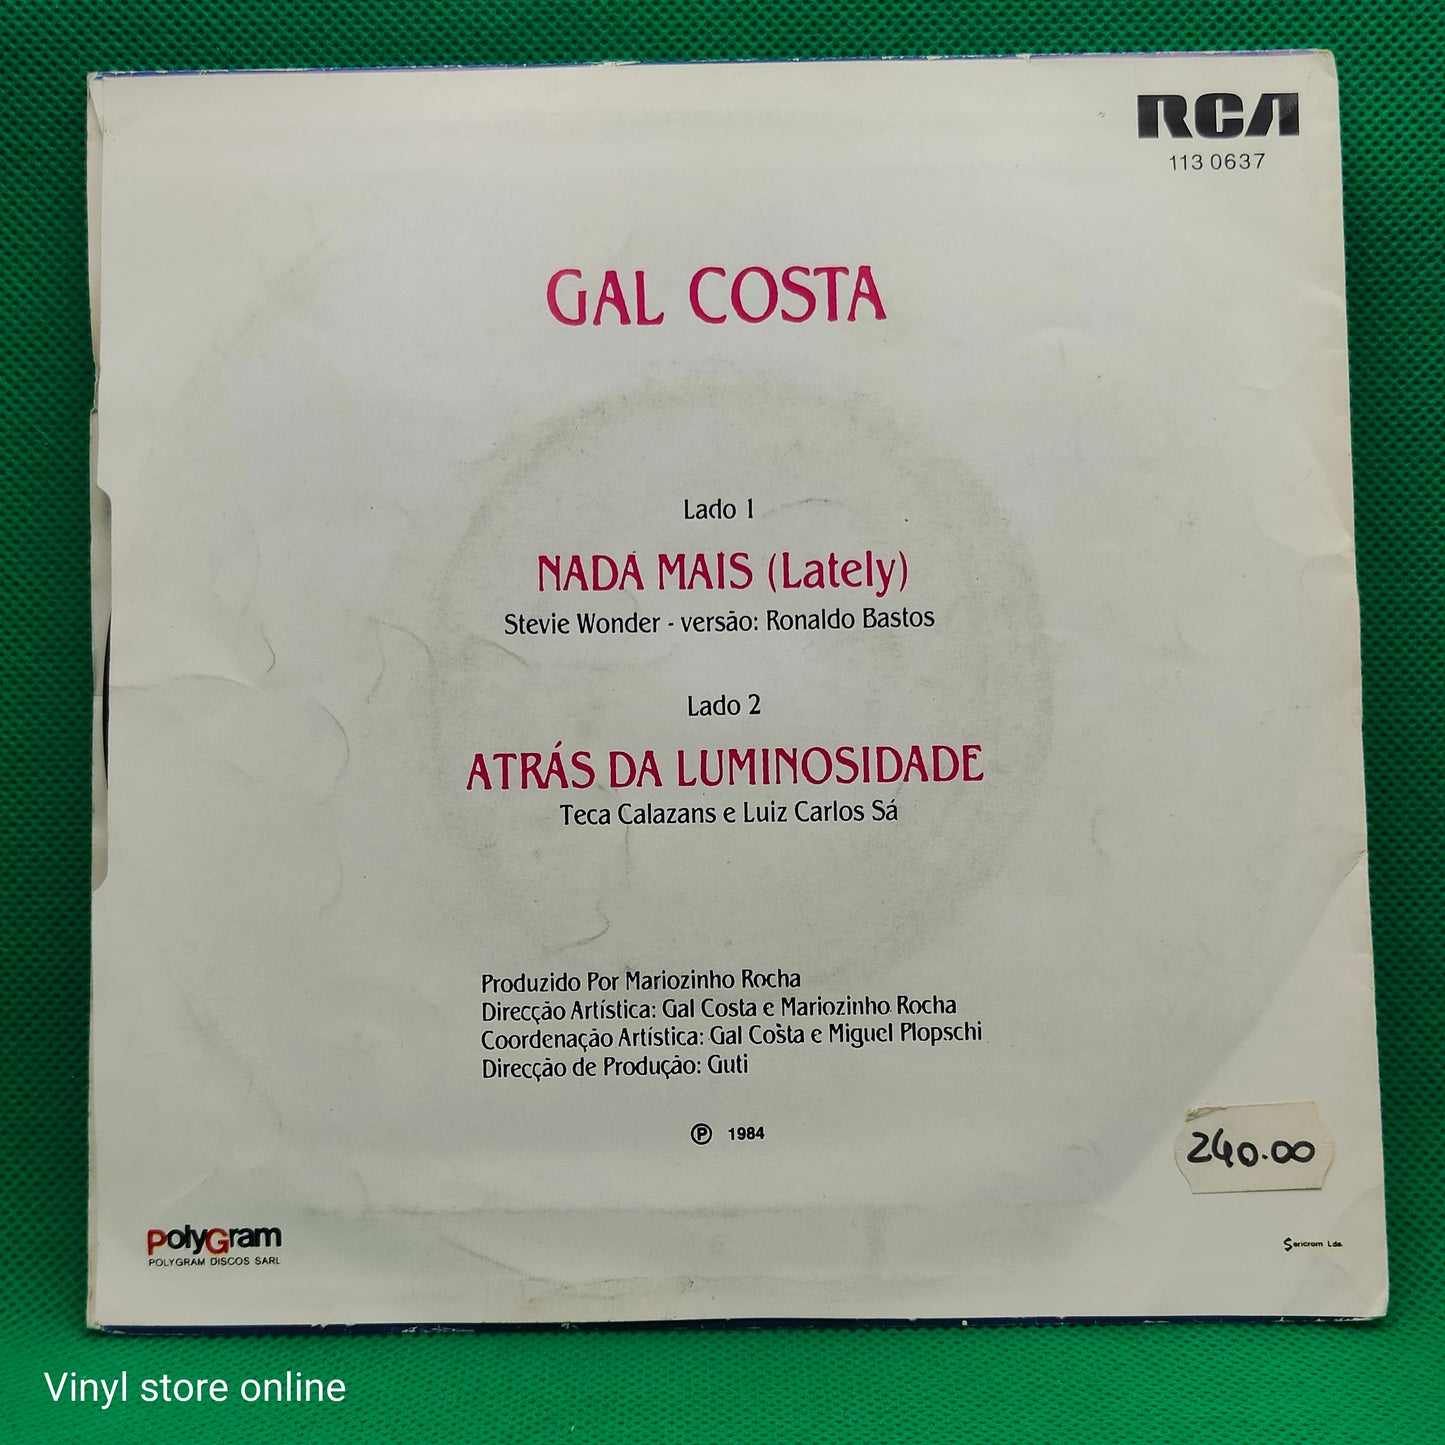 RCA
113 0637
GAL COSTA
Lado 1
NADA MAIS (Lately)
Stevie Wonder - versão: Ronaldo Bastos
Lado 2
ATRÁS DA LUMINOSIDADE
Teca Calazans e Luiz Carlos Sá
Produzido Por Mariozinho Rocha
Direcção Artística: Gal Costa e Mariozinho Rocha
Coordenação Artística: Gal Costa e Miguel Plopschi
Direcção de Produção: Guti
Ⓟ 1984
240.00
PolyGram
POLYGRAM DISCOS SARL
Sericrom Lda.
Vinyl store online